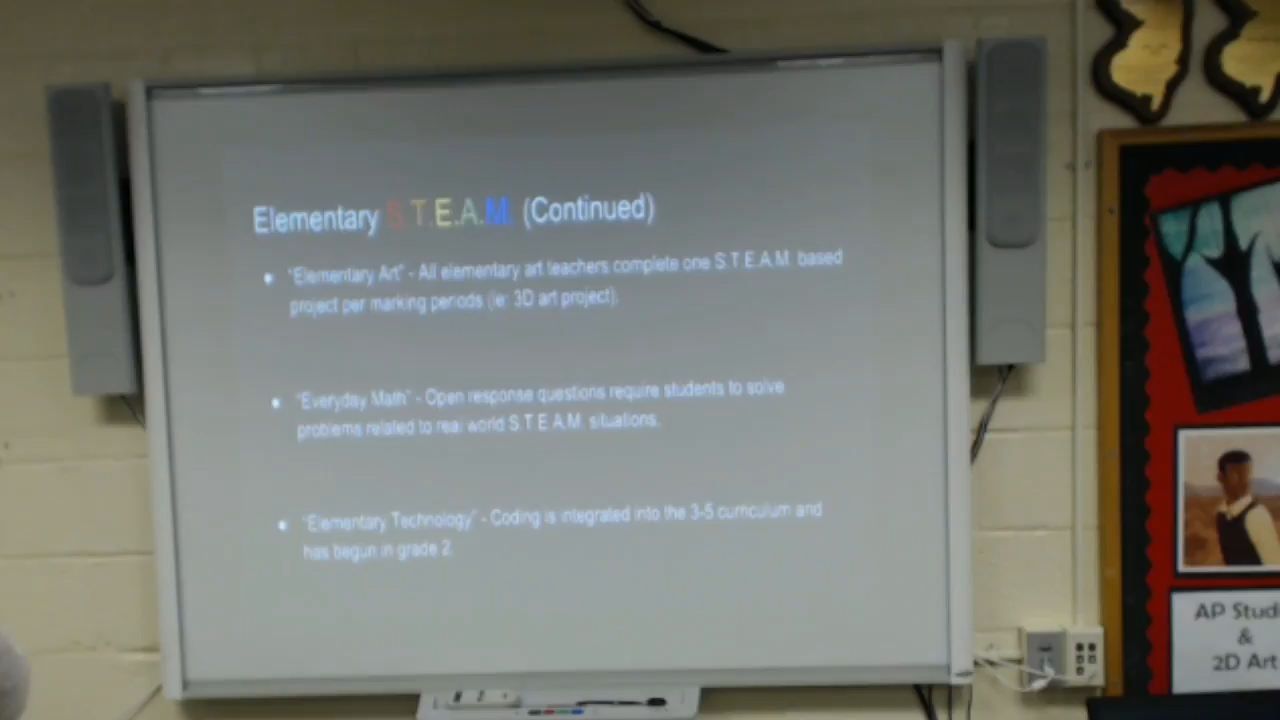 Elementary S.T.E.A.M. (Continued)
• "Elementary Art" - All elementary art teachers complete one S.T.E.A.M. based
project per marking periods (ie: 3D art project).
• "Everyday Math" - Open response questions require students to solve
problems related to real world S.T.E.A.M. situations.
• "Elementary Technology" - Coding is integrated into the 3-5 curriculum and
has begun in grade 2.
AP Stud
&
2D Art